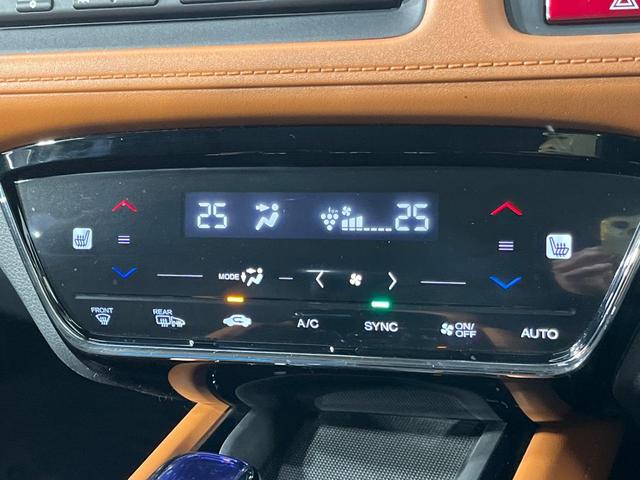 25 25
MODE
FRONT REAR A/C SYNC ON/OFF AUTO